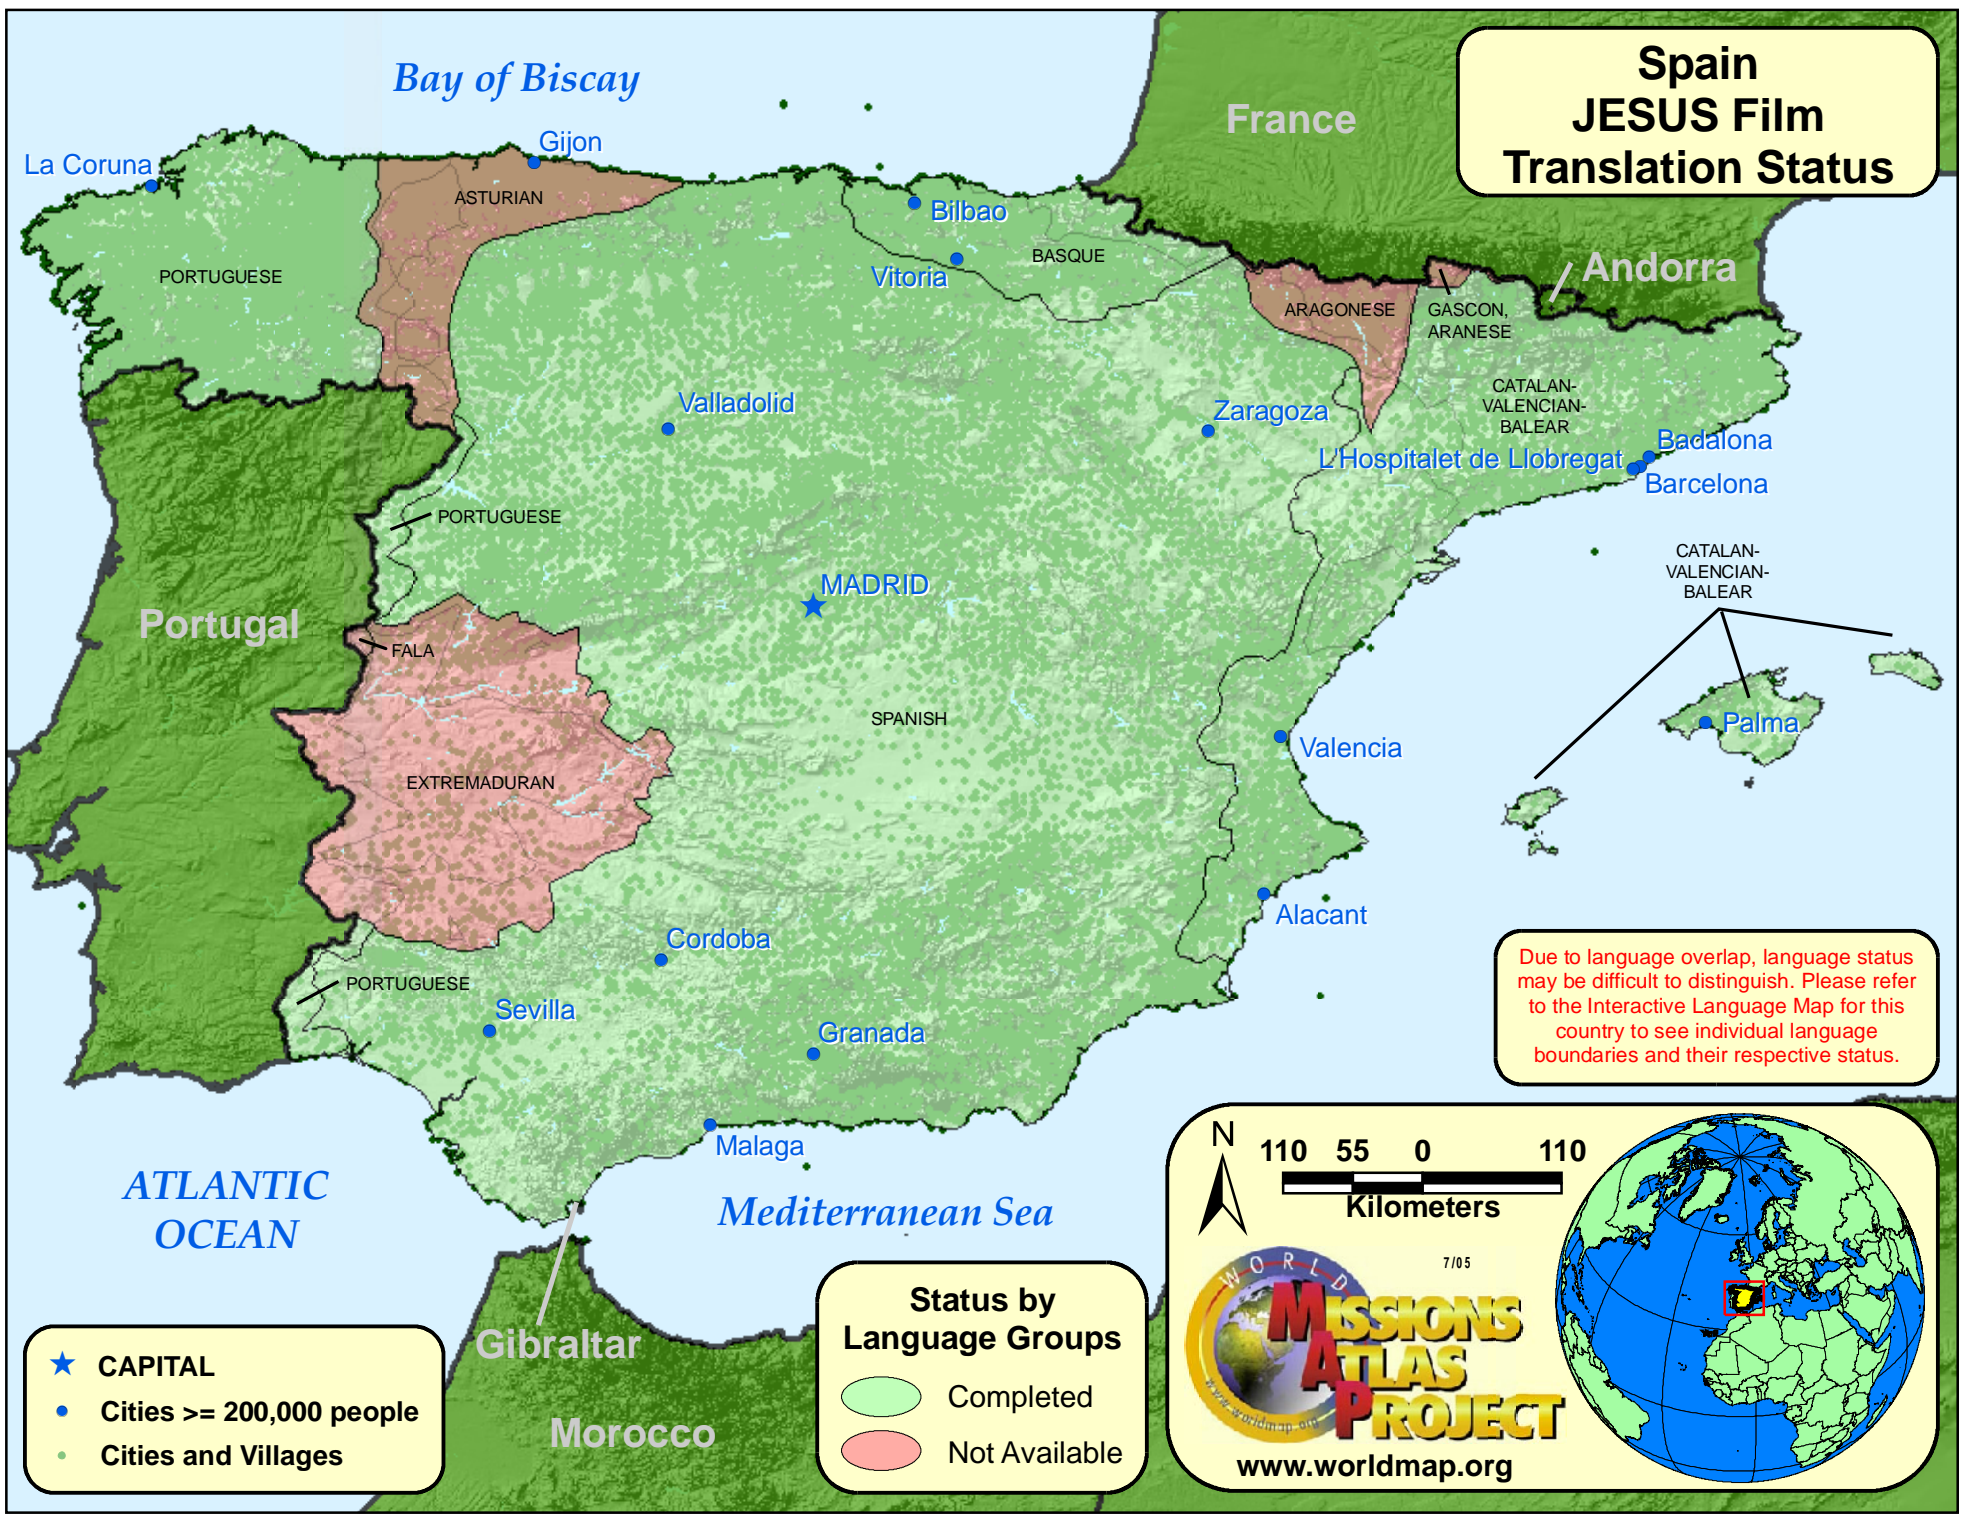 Spain
JESUS Film
Translation Status
Bay of Biscay
France
Andorra
La Coruna
Gijon
ASTURIAN
Bilbao
BASQUE
Vitoria
PORTUGUESE
ARAGONESE
GASCON,
ARANESE
CATALAN-
VALENCIAN-
BALEAR
Valladolid
Zaragoza
L'Hospitalet de Llobregat
Badalona
Barcelona
PORTUGUESE
CATALAN-
VALENCIAN-
BALEAR
MADRID
Portugal
FALA
SPANISH
Palma
Valencia
EXTREMADURAN
Alacant
Cordoba
PORTUGUESE
Sevilla
Granada
Malaga
Due to language overlap, language status
may be difficult to distinguish. Please refer
to the Interactive Language Map for this
country to see individual language
boundaries and their respective status.
ATLANTIC
OCEAN
Mediterranean Sea
Gibraltar
Morocco
CAPITAL
Cities >= 200,000 people
Cities and Villages
Status by
Language Groups
Completed
Not Available
N
110 55 0 110
Kilometers
7/05
WORLD
MISSIONS
ATLAS
PROJECT
www.worldmap.org
www.worldmap.org